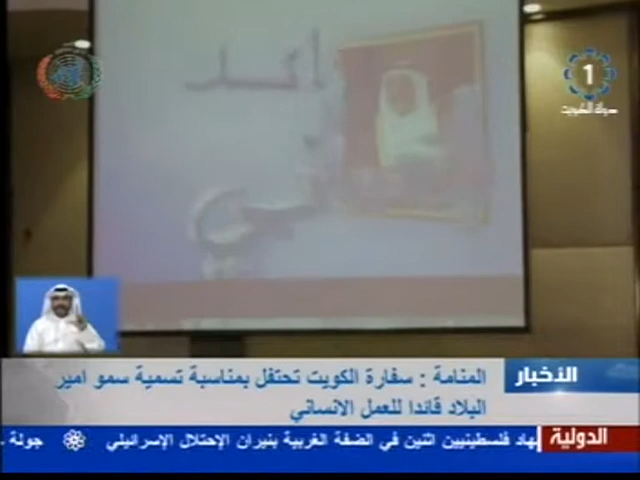 1
الأخبار
المنامة : سفارة الكويت تحتفل بمناسبة تسمية سمو امير
البلاد قائدا للعمل الانساني
الدولية
هاد فلسطينيين اثنين في الضفة الغربية بنيران الإحتلال الإسرائيلي
جولة